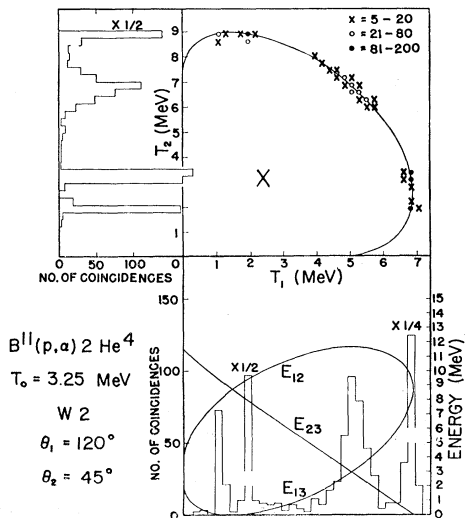 X 1/2
9
8
7
6
5
4
3
2
1
T2 (MeV)
x = 5 - 20
o = 21 - 80
• = 81 - 200
X
0 50 100 0 1 2 3 4 5 6 7
NO. OF COINCIDENCES
T1 (MeV)
B11(p,α) 2 He4
To = 3.25 MeV
W 2
θ1 = 120°
θ2 = 45°
150
100
50
0
NO. OF COINCIDENCES
X 1/2
X 1/4
E12
E23
E13
15
14
13
12
11
10
9
8
7
6
5
4
3
2
1
0
ENERGY (MeV)